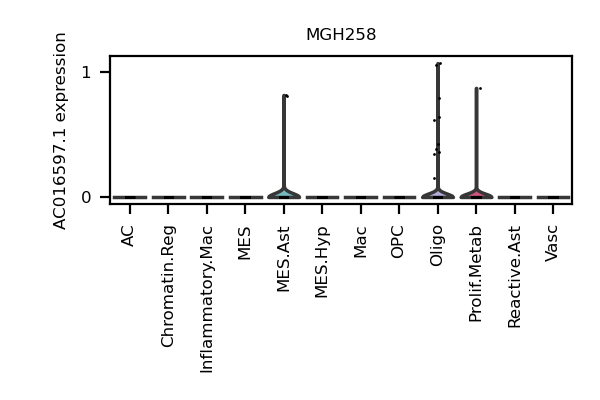 MGH258
AC016597.1 expression
1
0
AC
Chromatin.Reg
Inflammatory.Mac
MES
MES.Ast
MES.Hyp
Mac
OPC
Oligo
Prolif.Metab
Reactive.Ast
Vasc